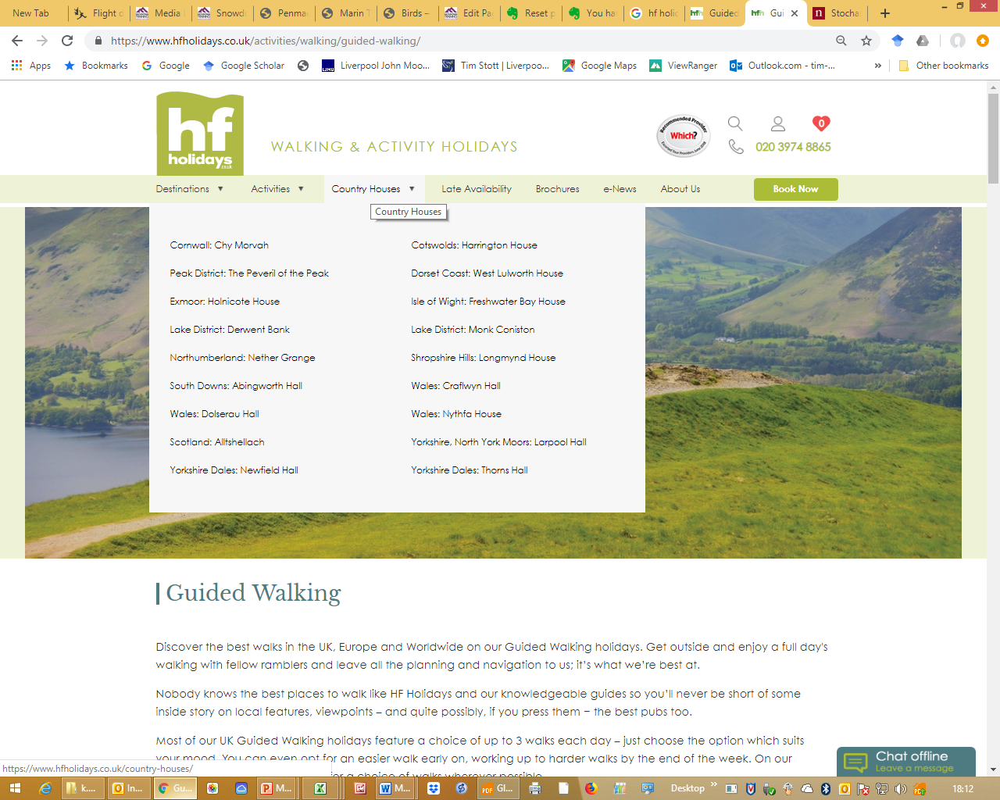 New Tab
Flight d
Media
Snowd
Penma
Marin T
Birds –
Edit Pa
Reset p
You ha
hf holi
Guided
Gui
Stocha
https://www.hfholidays.co.uk/activities/walking/guided-walking/
Apps
Bookmarks
Google
Google Scholar
Liverpool John Moo...
Tim Stott | Liverpoo...
Google Maps
ViewRanger
Outlook.com - tim-...
»
Other bookmarks
hf
holidays
.co.uk
WALKING & ACTIVITY HOLIDAYS
Recommended Provider
Which?
0
020 3974 8865
Destinations ▼
Activities ▼
Country Houses ▼
Late Availability
Brochures
e-News
About Us
Book Now
Country Houses
Cornwall: Chy Morvah
Cotswolds: Harrington House
Peak District: The Peveril of the Peak
Dorset Coast: West Lulworth House
Exmoor: Holnicote House
Isle of Wight: Freshwater Bay House
Lake District: Derwent Bank
Lake District: Monk Coniston
Northumberland: Nether Grange
Shropshire Hills: Longmynd House
South Downs: Abingworth Hall
Wales: Craflwyn Hall
Wales: Dolserau Hall
Wales: Nythfa House
Scotland: Alltshellach
Yorkshire, North York Moors: Larpool Hall
Yorkshire Dales: Newfield Hall
Yorkshire Dales: Thorns Hall
Guided Walking
Discover the best walks in the UK, Europe and Worldwide on our Guided Walking holidays. Get outside and enjoy a full day's
walking with fellow ramblers and leave all the planning and navigation to us; it's what we're best at.
Nobody knows the best places to walk like HF Holidays and our knowledgeable guides so you'll never be short of some
inside story on local features, viewpoints – and quite possibly, if you press them – the best pubs too.
Most of our UK Guided Walking holidays feature a choice of up to 3 walks each day – just choose the option which suits
your mood. You can even opt for an easier walk early on, working up to harder walks by the end of the week. On our
for a choice of walks wherever possible.
https://www.hfholidays.co.uk/country-houses/
Chat offline
Leave a message
k....
In...
Gu...
M...
M...
Gl...
Desktop
»
18:12